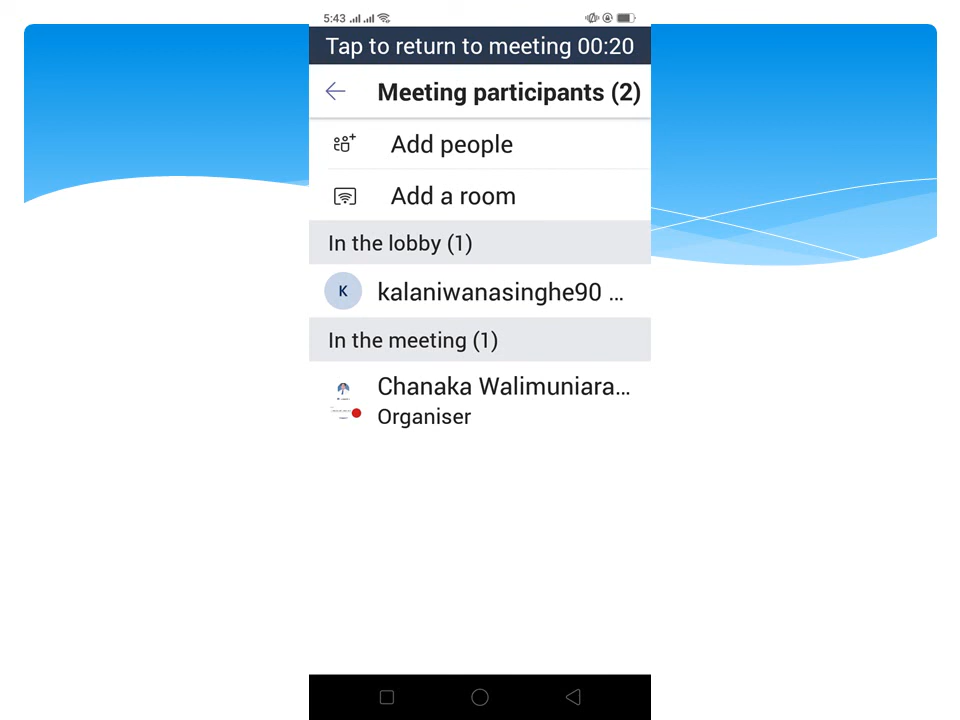 5:43
Tap to return to meeting 00:20
Meeting participants (2)
Add people
Add a room
In the lobby (1)
K
kalaniwanasinghe90 ...
In the meeting (1)
Chanaka Walimuniara...
Organiser